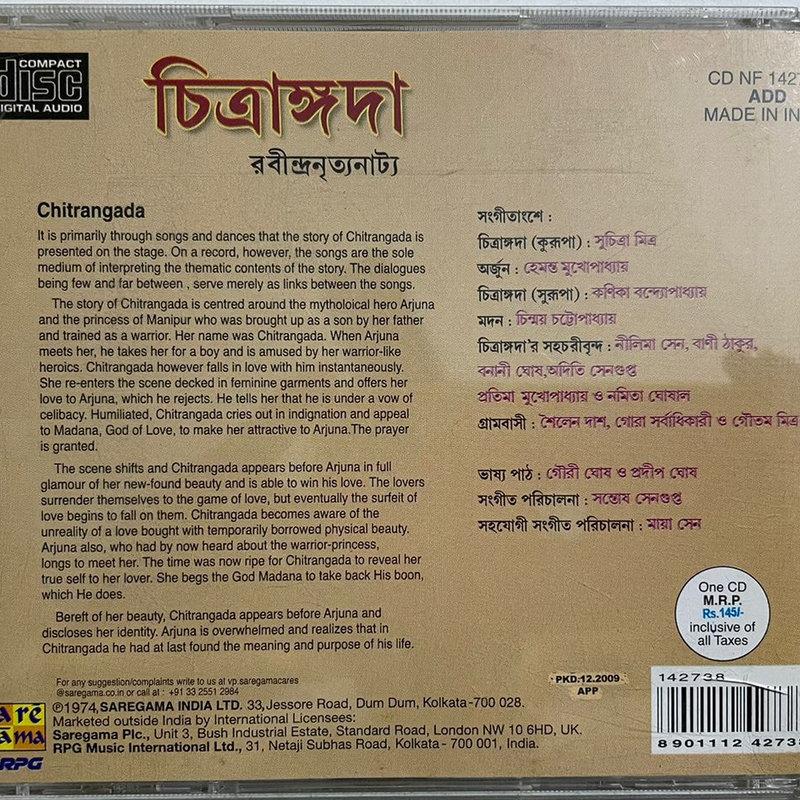 COMPACT
disc
DIGITAL AUDIO
চিত্রাঙ্গদা
রবীন্দ্রনৃত্যনাট্য
CD NF 1427
ADD
MADE IN IN
Chitrangada
It is primarily through songs and dances that the story of Chitrangada is
presented on the stage. On a record, however, the songs are the sole
medium of interpreting the thematic contents of the story. The dialogues
being few and far between , serve merely as links between the songs.
The story of Chitrangada is centred around the mytholoical hero Arjuna
and the princess of Manipur who was brought up as a son by her father
and trained as a warrior. Her name was Chitrangada. When Arjuna
meets her, he takes her for a boy and is amused by her warrior-like
heroics. Chitrangada however falls in love with him instantaneously.
She re-enters the scene decked in feminine garments and offers her
love to Arjuna, which he rejects. He tells her that he is under a vow of
celibacy. Humiliated, Chitrangada cries out in indignation and appeal
to Madana, God of Love, to make her attractive to Arjuna.The prayer
is granted.
The scene shifts and Chitrangada appears before Arjuna in full
glamour of her new-found beauty and is able to win his love. The lovers
surrender themselves to the game of love, but eventually the surfeit of
love begins to fall on them. Chitrangada becomes aware of the
unreality of a love bought with temporarily borrowed physical beauty.
Arjuna also, who had by now heard about the warrior-princess,
longs to meet her. The time was now ripe for Chitrangada to reveal her
true self to her lover. She begs the God Madana to take back His boon,
which He does.
Bereft of her beauty, Chitrangada appears before Arjuna and
discloses her identity. Arjuna is overwhelmed and realizes that in
Chitrangada he had at last found the meaning and purpose of his life.
সংগীতাংশে :
চিত্রাঙ্গদা (কুরূপা) : সুচিত্রা মিত্র
অর্জুন : হেমন্ত মুখোপাধ্যায়
চিত্রাঙ্গদা (সুরূপা) : কণিকা বন্দ্যোপাধ্যায়
মদন : চিন্ময় চট্টোপাধ্যায়
চিত্রাঙ্গদা'র সহচরীবৃন্দ : নীলিমা সেন, বাণী ঠাকুর,
বনানী ঘোষ,অদিতি সেনগুপ্ত
প্রতিমা মুখোপাধ্যায় ও নমিতা ঘোষাল
গ্রামবাসী : শৈলেন দাশ, গোরা সর্বাধিকারী ও গৌতম মিত্র
ভাষ্য পাঠ : গৌরী ঘোষ ও প্রদীপ ঘোষ
সংগীত পরিচালনা : সন্তোষ সেনগুপ্ত
সহযোগী সংগীত পরিচালনা : মায়া সেন
One CD
M.R.P.
Rs.145/-
inclusive of
all Taxes
For any suggestion/complaints write to us at vp.saregamacares
@saregama.co.in or call at : +91 33 2551 2984
PKD:12.2009
APP
142738
8901112 42738
a re
ama
RPG
℗1974,SAREGAMA INDIA LTD. 33,Jessore Road, Dum Dum, Kolkata-700 028.
Marketed outside India by International Licensees:
Saregama Plc., Unit 3, Bush Industrial Estate, Standard Road, London NW 10 6HD, UK.
RPG Music International Ltd., 31, Netaji Subhas Road, Kolkata - 700 001, India.